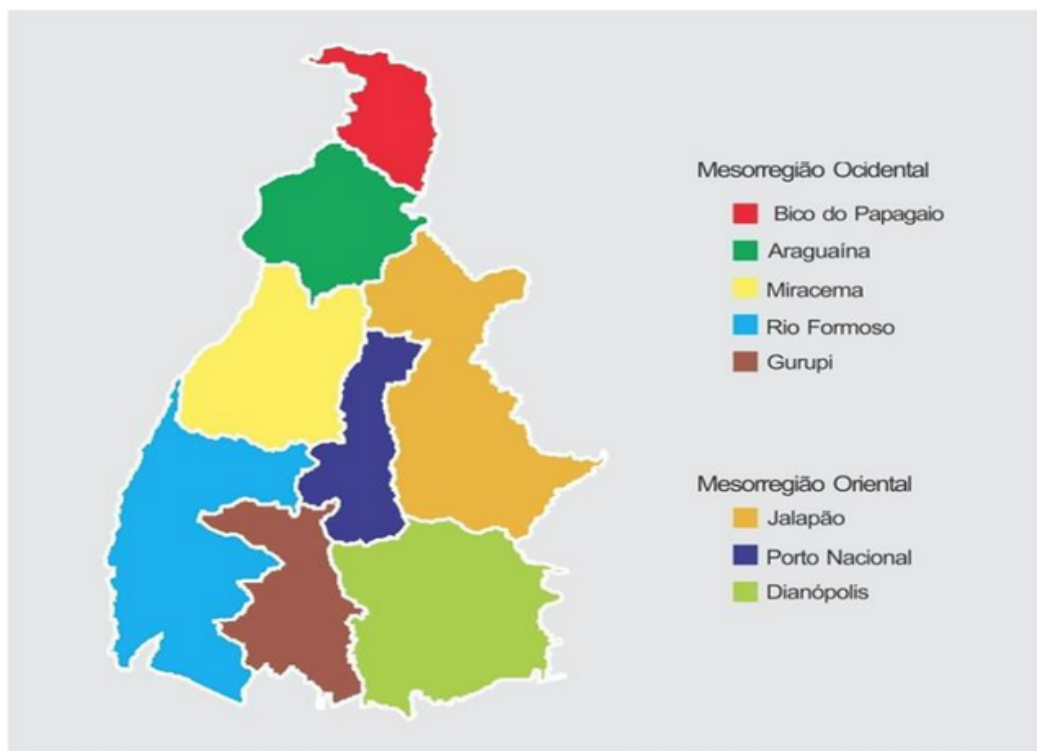 Mesorregião Ocidental
Bico do Papagaio
Araguaína
Miracema
Rio Formoso
Gurupi
Mesorregião Oriental
Jalapão
Porto Nacional
Dianópolis